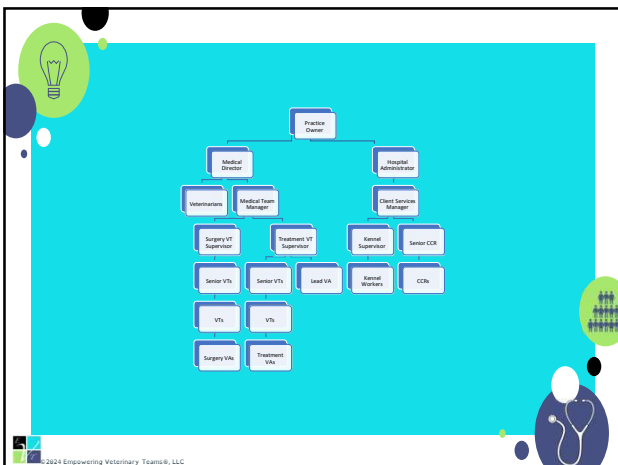 Practice
Owner
Medical
Director
Hospital
Administrator
Veterinarians
Medical Team
Manager
Client Services
Manager
Surgery VT
Supervisor
Treatment VT
Supervisor
Kennel
Supervisor
Senior CCR
Senior VTs
Senior VTs
Lead VA
Kennel
Workers
CCRs
VTs
VTs
Surgery VAs
Treatment
VAs
©2024 Empowering Veterinary Teams®, LLC